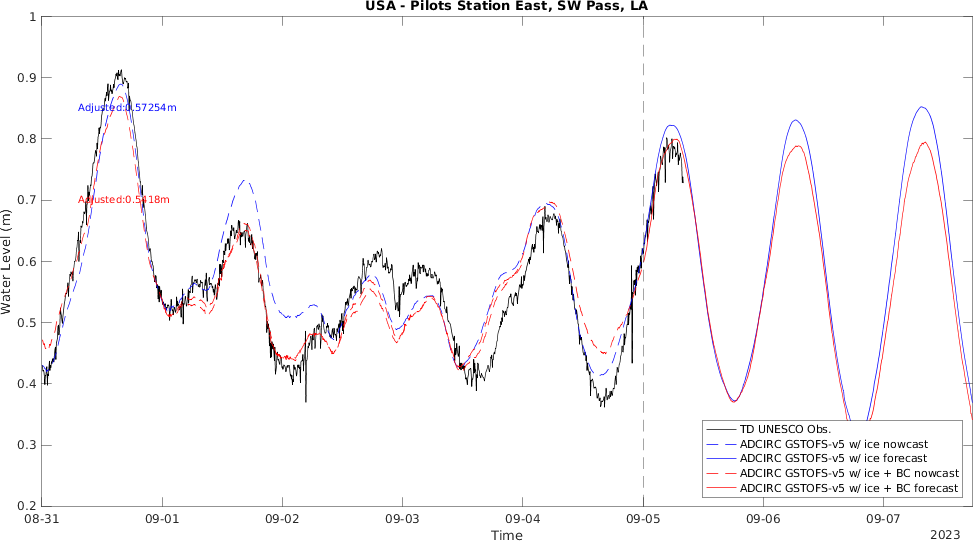 USA - Pilots Station East, SW Pass, LA
1
0.9
0.8
0.7
0.6
0.5
0.4
0.3
0.2
Water Level (m)
Adjusted:0.57254m
Adjusted:0.5418m
TD UNESCO Obs.
ADCIRC GSTOFS-v5 w/ ice nowcast
ADCIRC GSTOFS-v5 w/ ice forecast
ADCIRC GSTOFS-v5 w/ ice + BC nowcast
ADCIRC GSTOFS-v5 w/ ice + BC forecast
08-31 09-01 09-02 09-03 09-04 09-05 09-06 09-07
Time
2023